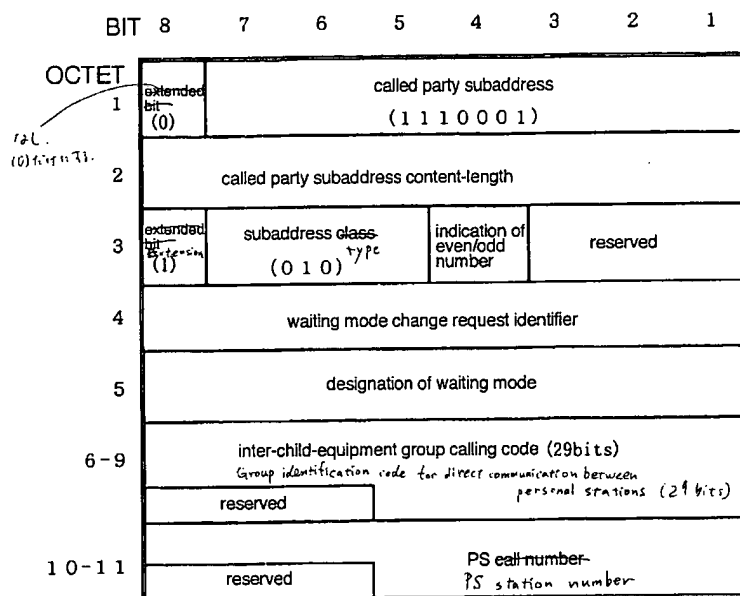 BIT 8 7 6 5 4 3 2 1
OCTET
1 extended bit (0) called party subaddress (1110001)
なし.
2 called party subaddress content-length
3 extended bit Extension (1) subaddress class type (010) indication of even/odd number reserved
4 waiting mode change request identifier
5 designation of waiting mode
6-9 inter-child-equipment group calling code (29bits)
Group identification code for direct communication between
personal stations (29 bits)
reserved
10-11 PS call number
reserved PS station number